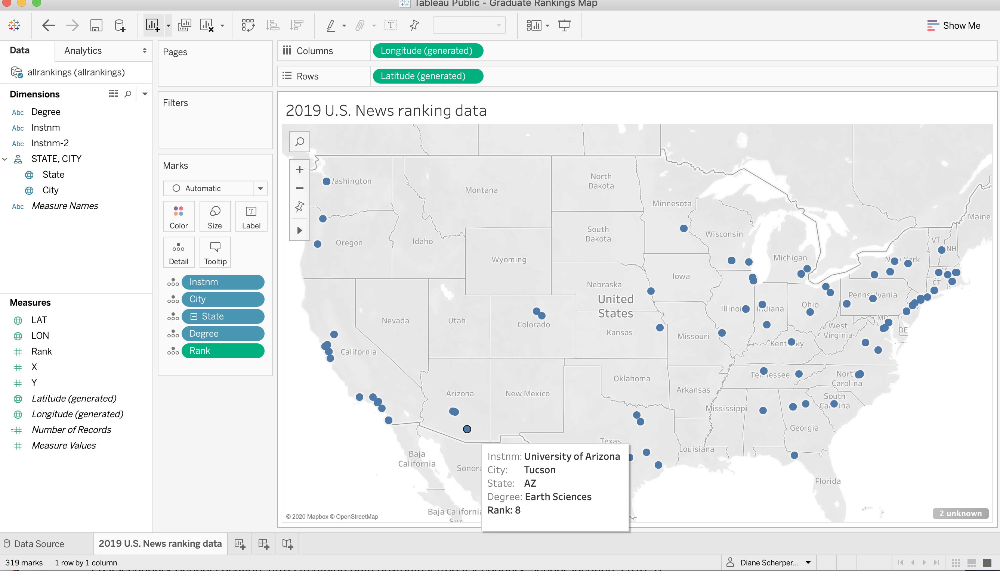 Tableau Public - Graduate Rankings Map
Show Me
Data
Analytics
allrankings (allrankings)
Dimensions
Abc Degree
Abc Instnm
Abc Instnm-2
STATE, CITY
State
City
Abc Measure Names
Measures
LAT
LON
Rank
X
Y
Latitude (generated)
Longitude (generated)
Number of Records
Measure Values
Pages
Filters
Marks
Automatic
Color
Size
Label
Detail
Tooltip
Instnm
City
State
Degree
Rank
Columns
Longitude (generated)
Rows
Latitude (generated)
2019 U.S. News ranking data
Washington
Montana
North
Dakota
Minnesota
Maine
South
Dakota
Wisconsin
Oregon
Idaho
VT
NH
Wyoming
Michigan
New York
Iowa
Nebraska
CT
United
States
Pennsylvania
Ohio
Illinois
Indiana
Nevada
Utah
Colorado
MD
DE
West
Virginia
Kansas
Missouri
Kentucky
California
Oklahoma
Tennessee
North
Carolina
Arizona
New Mexico
Arkansas
South
Carolina
Mississippi
Georgia
Texas
Louisiana
Baja
California
Sonora
Florida
Baja California
Sur
Instnm: University of Arizona
City: Tucson
State: AZ
Degree: Earth Sciences
Rank: 8
© 2020 Mapbox © OpenStreetMap
2 unknown
Data Source
2019 U.S. News ranking data
319 marks
1 row by 1 column
Diane Scherper...